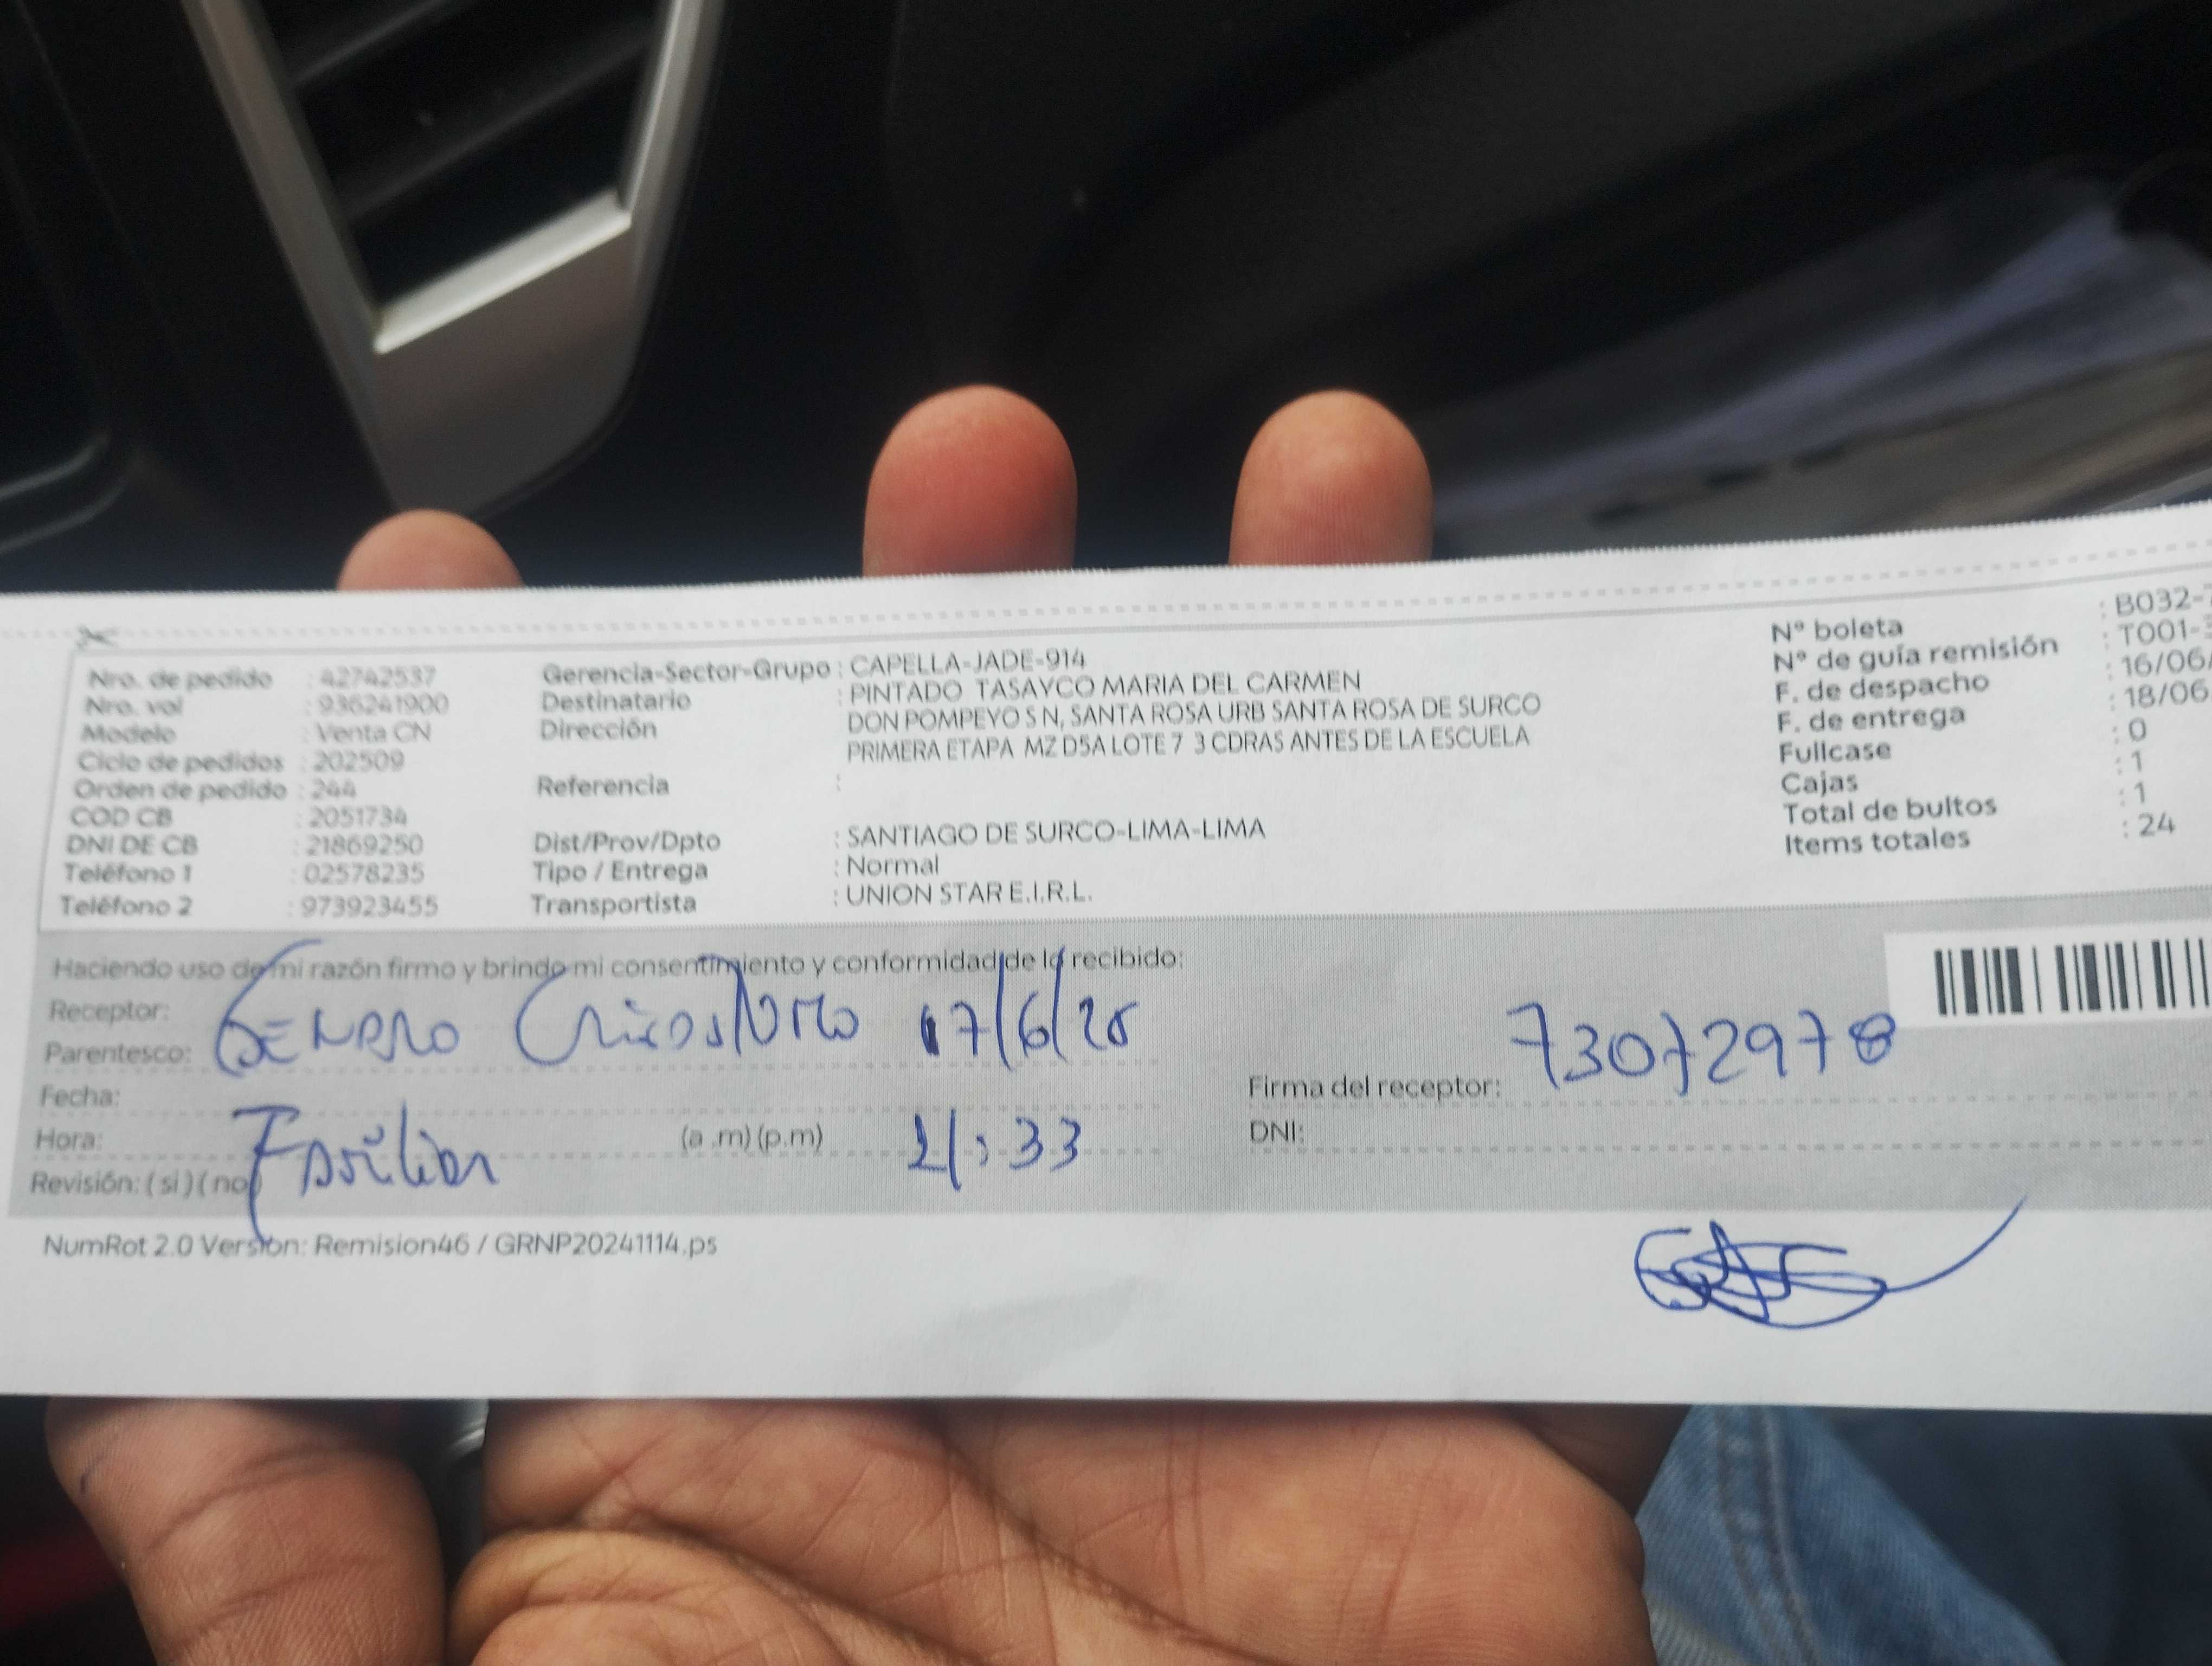 Nro. de pedido : 42742537 Gerencia-Sector-Grupo : CAPELLA-JADE-914 N° boleta : B032-
Nro. vol : 936241900 Destinatario : PINTADO TASAYCO MARIA DEL CARMEN N° de guía remisión : T001-
Modelo : Venta CN Dirección DON POMPEYO S N, SANTA ROSA URB SANTA ROSA DE SURCO F. de despacho : 16/06/
Ciclo de pedidos : 202509 PRIMERA ETAPA MZ D5A LOTE 7 3 CDRAS ANTES DE LA ESCUELA F. de entrega : 18/06
Orden de pedido : 244 Referencia : Fullcase : 0
COD CB : 2051734 Cajas : 1
DNI DE CB : 21869250 Dist/Prov/Dpto : SANTIAGO DE SURCO-LIMA-LIMA Total de bultos : 1
Teléfono 1 : 02578235 Tipo / Entrega : Normal Items totales : 24
Teléfono 2 : 973923455 Transportista : UNION STAR E.I.R.L.
Haciendo uso de mi razón firmo y brindo mi consentimiento y conformidad de lo recibido:
Receptor:
Parentesco: 17/6/25
Fecha: Firma del receptor: 73072978
Hora: (a .m) (p.m) 21:33 DNI:
Revisión: ( si ) ( no)
NumRot 2.0 Version: Remision46 / GRNP20241114.ps